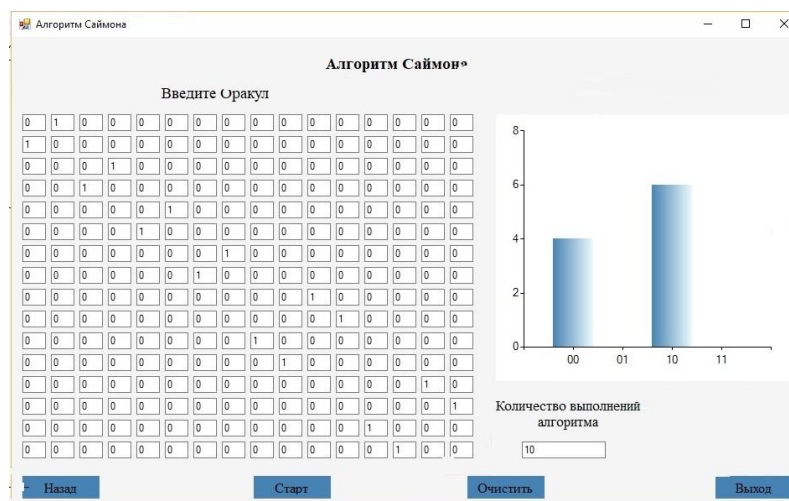 Алгоритм Саймона
Алгоритм Саймона
Введите Оракул
0 1 0 0 0 0 0 0 0 0 0 0 0 0 0 0
1 0 0 0 0 0 0 0 0 0 0 0 0 0 0 0
0 0 0 1 0 0 0 0 0 0 0 0 0 0 0 0
0 0 1 0 0 0 0 0 0 0 0 0 0 0 0 0
0 0 0 0 0 1 0 0 0 0 0 0 0 0 0 0
0 0 0 0 1 0 0 0 0 0 0 0 0 0 0 0
0 0 0 0 0 0 0 1 0 0 0 0 0 0 0 0
0 0 0 0 0 0 1 0 0 0 0 0 0 0 0 0
0 0 0 0 0 0 0 0 0 0 1 0 0 0 0 0
0 0 0 0 0 0 0 0 0 0 0 1 0 0 0 0
0 0 0 0 0 0 0 0 1 0 0 0 0 0 0 0
0 0 0 0 0 0 0 0 0 1 0 0 0 0 0 0
0 0 0 0 0 0 0 0 0 0 0 0 0 0 1 0
0 0 0 0 0 0 0 0 0 0 0 0 0 0 0 1
0 0 0 0 0 0 0 0 0 0 0 0 1 0 0 0
0 0 0 0 0 0 0 0 0 0 0 0 0 1 0 0
8
6
4
2
0
00 01 10 11
Количество выполнений
алгоритма
10
Назад Старт Очистить Выход